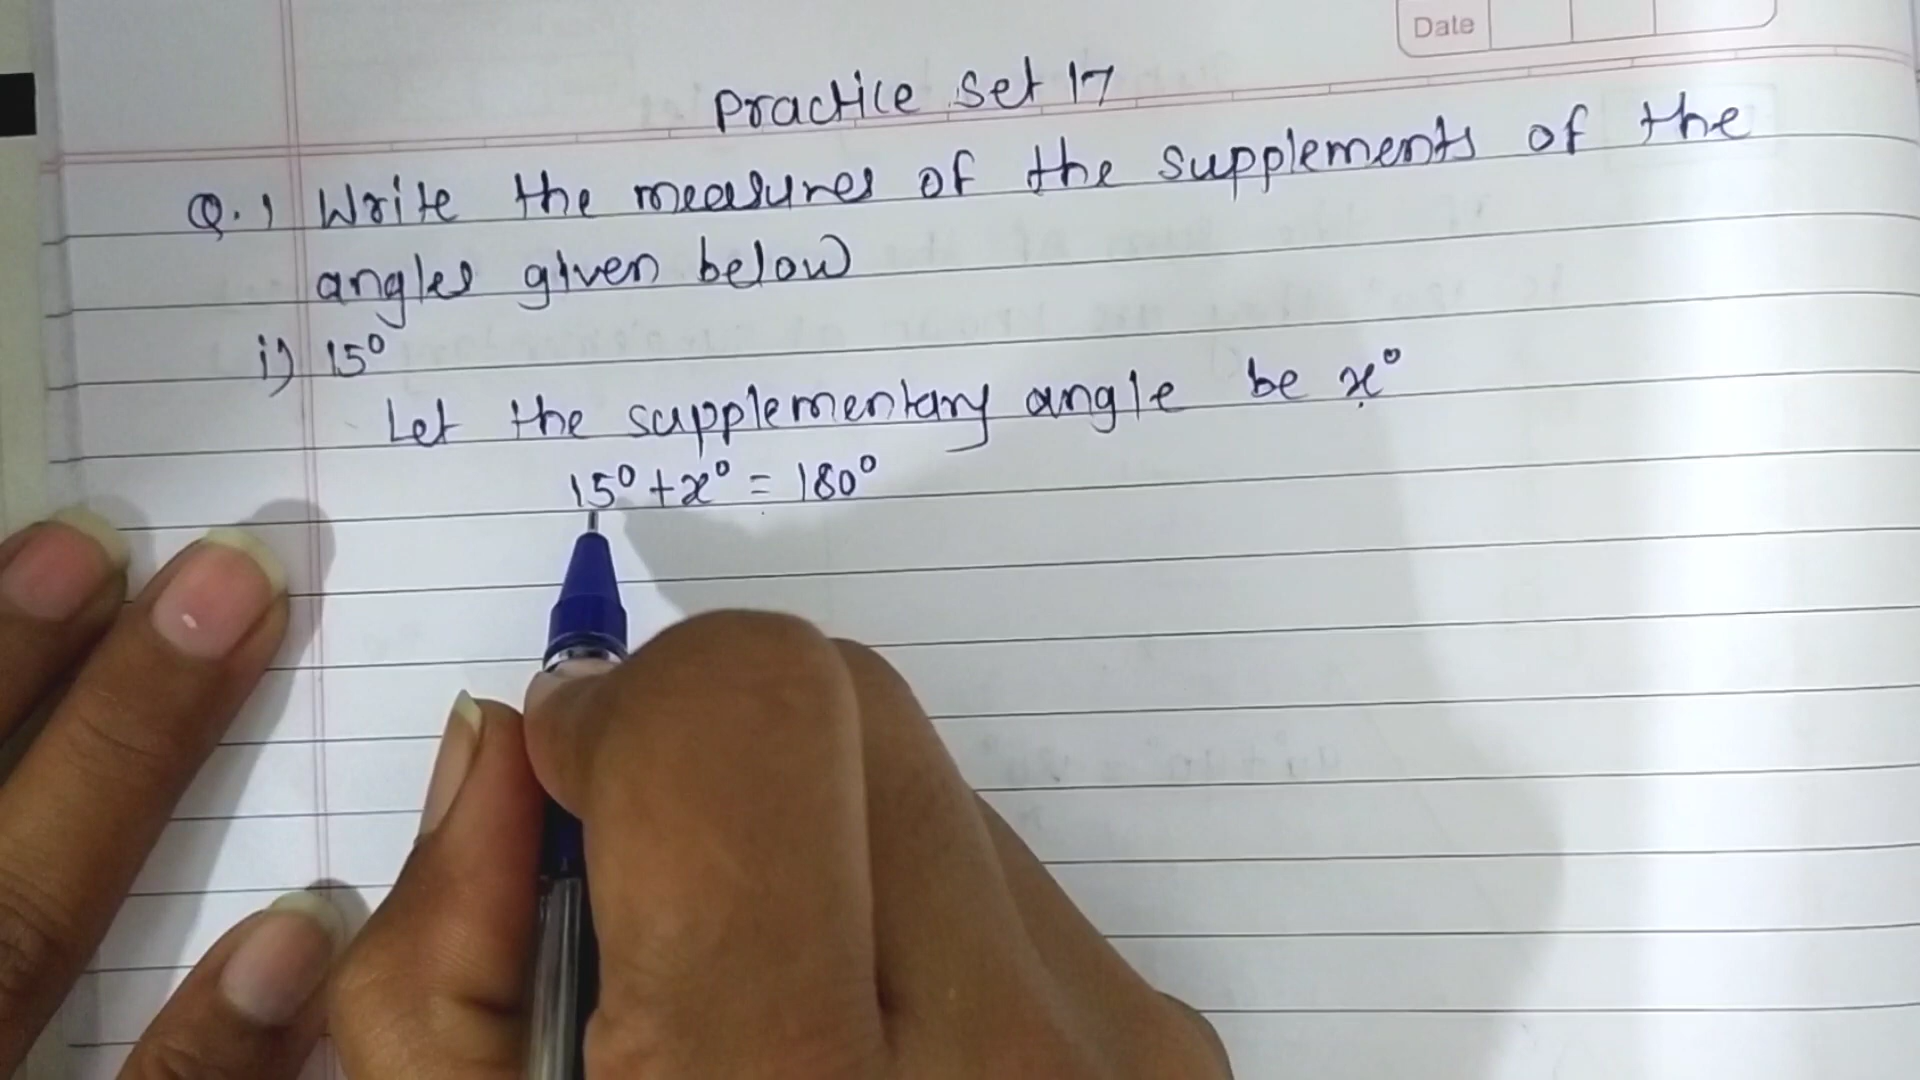 Date
Practice Set 17
Q.1 Write the measures of the supplements of the
angles given below
i) 15°
Let the supplementary angle be x°
15° + x° = 180°